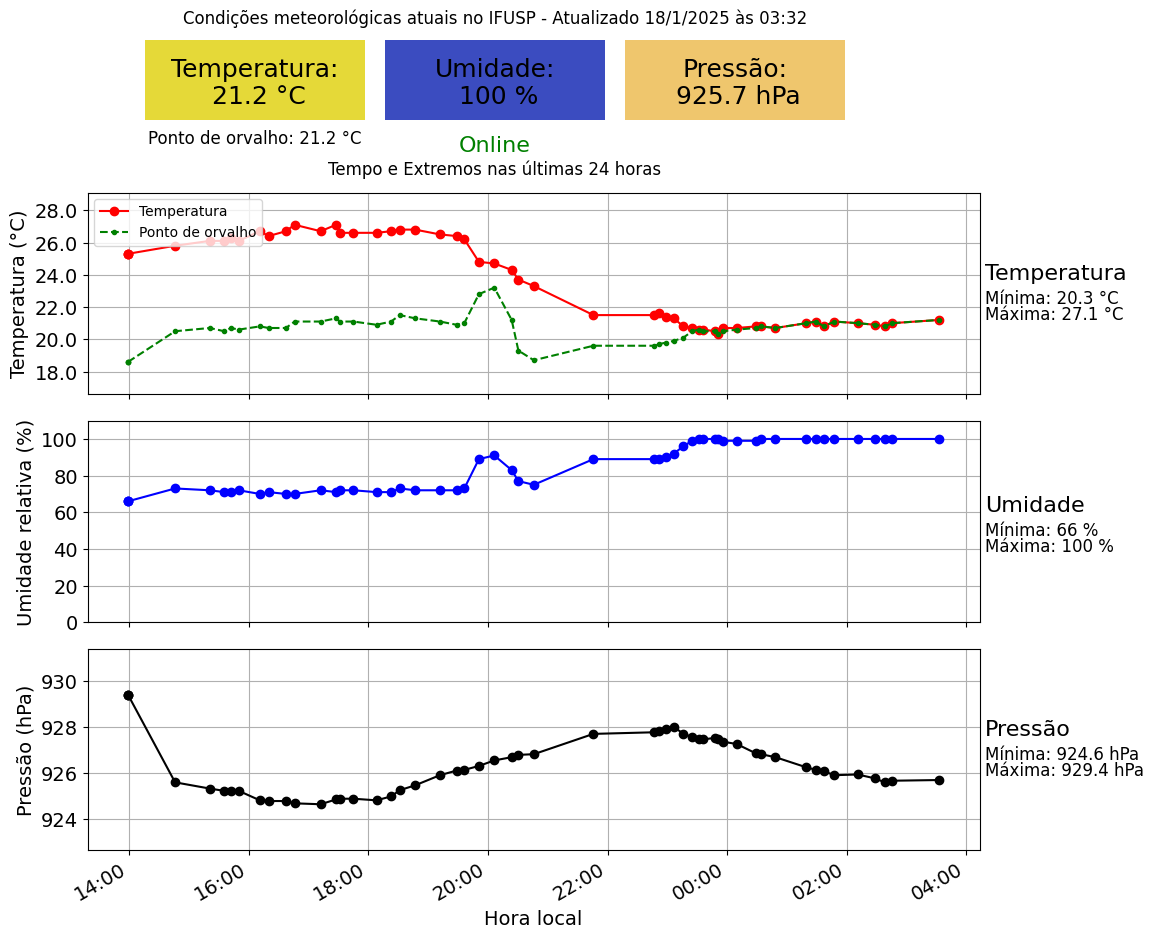 Condições meteorológicas atuais no IFUSP - Atualizado 18/1/2025 às 03:32
Temperatura:
21.2 °C
Umidade:
100 %
Pressão:
925.7 hPa
Ponto de orvalho: 21.2 °C
Online
Tempo e Extremos nas últimas 24 horas
Temperatura (°C)
28.0
26.0
24.0
22.0
20.0
18.0
Temperatura
Ponto de orvalho
Temperatura
Mínima: 20.3 °C
Máxima: 27.1 °C
Umidade relativa (%)
100
80
60
40
20
0
Umidade
Mínima: 66 %
Máxima: 100 %
Pressão (hPa)
930
928
926
924
Pressão
Mínima: 924.6 hPa
Máxima: 929.4 hPa
14:00
16:00
18:00
20:00
22:00
00:00
02:00
04:00
Hora local